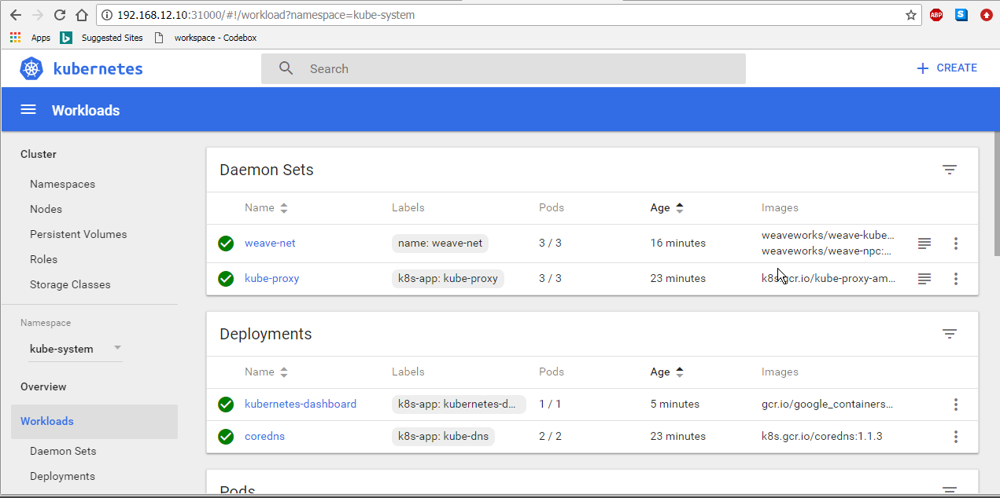 192.168.12.10:31000/#!/workload?namespace=kube-system
ABP
S
Apps
Suggested Sites
workspace - Codebox
kubernetes
Search
+ CREATE
Workloads
Cluster
Namespaces
Nodes
Persistent Volumes
Roles
Storage Classes
Namespace
kube-system
Overview
Workloads
Daemon Sets
Deployments
Daemon Sets
Name Labels Pods Age Images
weave-net name: weave-net 3 / 3 16 minutes weaveworks/weave-kube…
weaveworks/weave-npc:…
kube-proxy k8s-app: kube-proxy 3 / 3 23 minutes k8s.gcr.io/kube-proxy-am…
Deployments
Name Labels Pods Age Images
kubernetes-dashboard k8s-app: kubernetes-d… 1 / 1 5 minutes gcr.io/google_containers…
coredns k8s-app: kube-dns 2 / 2 23 minutes k8s.gcr.io/coredns:1.1.3
Pods